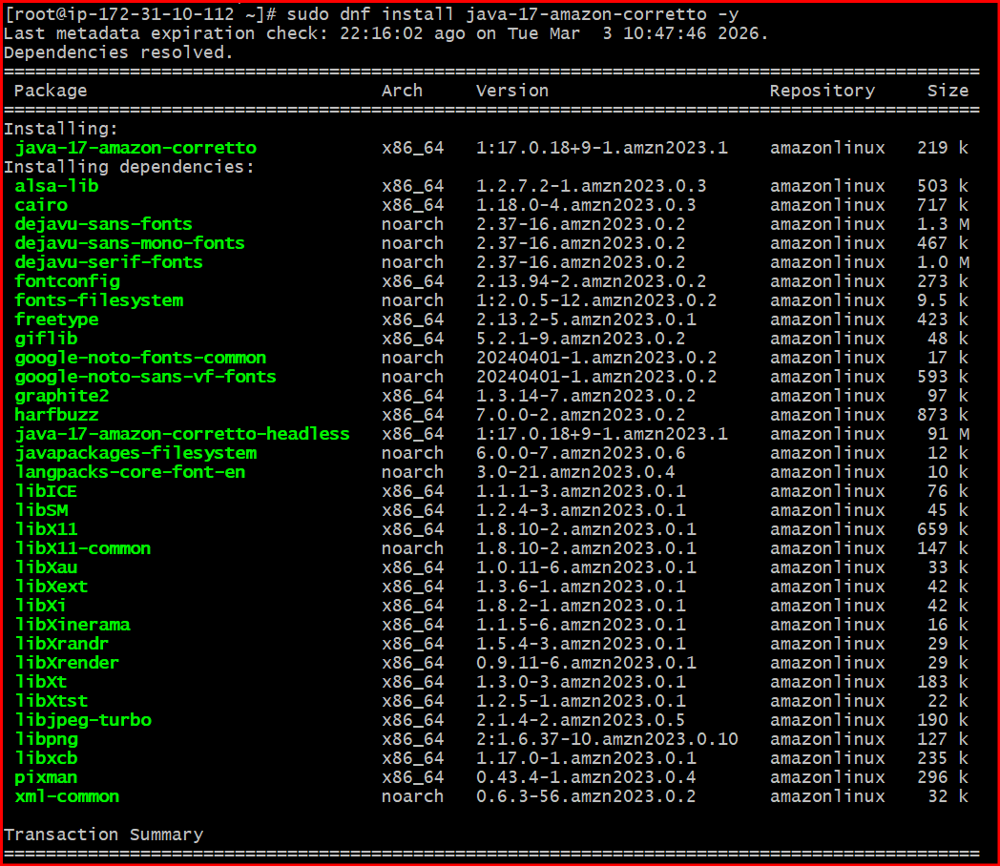 [root@ip-172-31-10-112 ~]# sudo dnf install java-17-amazon-corretto -y
Last metadata expiration check: 22:16:02 ago on Tue Mar  3 10:47:46 2026.
Dependencies resolved.
=============================================================================================
 Package                            Arch     Version                     Repository     Size
=============================================================================================
Installing:
 java-17-amazon-corretto            x86_64   1:17.0.18+9-1.amzn2023.1    amazonlinux   219 k
Installing dependencies:
 alsa-lib                           x86_64   1.2.7.2-1.amzn2023.0.3      amazonlinux   503 k
 cairo                              x86_64   1.18.0-4.amzn2023.0.3       amazonlinux   717 k
 dejavu-sans-fonts                  noarch   2.37-16.amzn2023.0.2        amazonlinux   1.3 M
 dejavu-sans-mono-fonts             noarch   2.37-16.amzn2023.0.2        amazonlinux   467 k
 dejavu-serif-fonts                 noarch   2.37-16.amzn2023.0.2        amazonlinux   1.0 M
 fontconfig                         x86_64   2.13.94-2.amzn2023.0.2      amazonlinux   273 k
 fonts-filesystem                   noarch   1:2.0.5-12.amzn2023.0.2     amazonlinux   9.5 k
 freetype                           x86_64   2.13.2-5.amzn2023.0.1       amazonlinux   423 k
 giflib                             x86_64   5.2.1-9.amzn2023.0.2        amazonlinux    48 k
 google-noto-fonts-common           noarch   20240401-1.amzn2023.0.2     amazonlinux    17 k
 google-noto-sans-vf-fonts          noarch   20240401-1.amzn2023.0.2     amazonlinux   593 k
 graphite2                          x86_64   1.3.14-7.amzn2023.0.2       amazonlinux    97 k
 harfbuzz                           x86_64   7.0.0-2.amzn2023.0.2        amazonlinux   873 k
 java-17-amazon-corretto-headless   x86_64   1:17.0.18+9-1.amzn2023.1    amazonlinux    91 M
 javapackages-filesystem            noarch   6.0.0-7.amzn2023.0.6        amazonlinux    12 k
 langpacks-core-font-en             noarch   3.0-21.amzn2023.0.4         amazonlinux    10 k
 libICE                             x86_64   1.1.1-3.amzn2023.0.1        amazonlinux    76 k
 libSM                              x86_64   1.2.4-3.amzn2023.0.1        amazonlinux    45 k
 libX11                             x86_64   1.8.10-2.amzn2023.0.1       amazonlinux   659 k
 libX11-common                      noarch   1.8.10-2.amzn2023.0.1       amazonlinux   147 k
 libXau                             x86_64   1.0.11-6.amzn2023.0.1       amazonlinux    33 k
 libXext                            x86_64   1.3.6-1.amzn2023.0.1        amazonlinux    42 k
 libXi                              x86_64   1.8.2-1.amzn2023.0.1        amazonlinux    42 k
 libXinerama                        x86_64   1.1.5-6.amzn2023.0.1        amazonlinux    16 k
 libXrandr                          x86_64   1.5.4-3.amzn2023.0.1        amazonlinux    29 k
 libXrender                         x86_64   0.9.11-6.amzn2023.0.1       amazonlinux    29 k
 libXt                              x86_64   1.3.0-3.amzn2023.0.1        amazonlinux   183 k
 libXtst                            x86_64   1.2.5-1.amzn2023.0.1        amazonlinux    22 k
 libjpeg-turbo                      x86_64   2.1.4-2.amzn2023.0.5        amazonlinux   190 k
 libpng                             x86_64   2:1.6.37-10.amzn2023.0.10   amazonlinux   127 k
 libxcb                             x86_64   1.17.0-1.amzn2023.0.1       amazonlinux   235 k
 pixman                             x86_64   0.43.4-1.amzn2023.0.4       amazonlinux   296 k
 xml-common                         noarch   0.6.3-56.amzn2023.0.2       amazonlinux    32 k

Transaction Summary
=============================================================================================